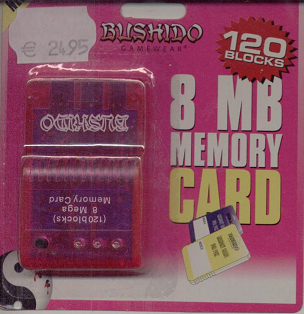 € 24.95
BUSHIDO
GAMEWEAR®
120
BLOCKS
8 MB
MEMORY
CARD
BUSHIDO
(120blocks)
8 Mega
Memory Card